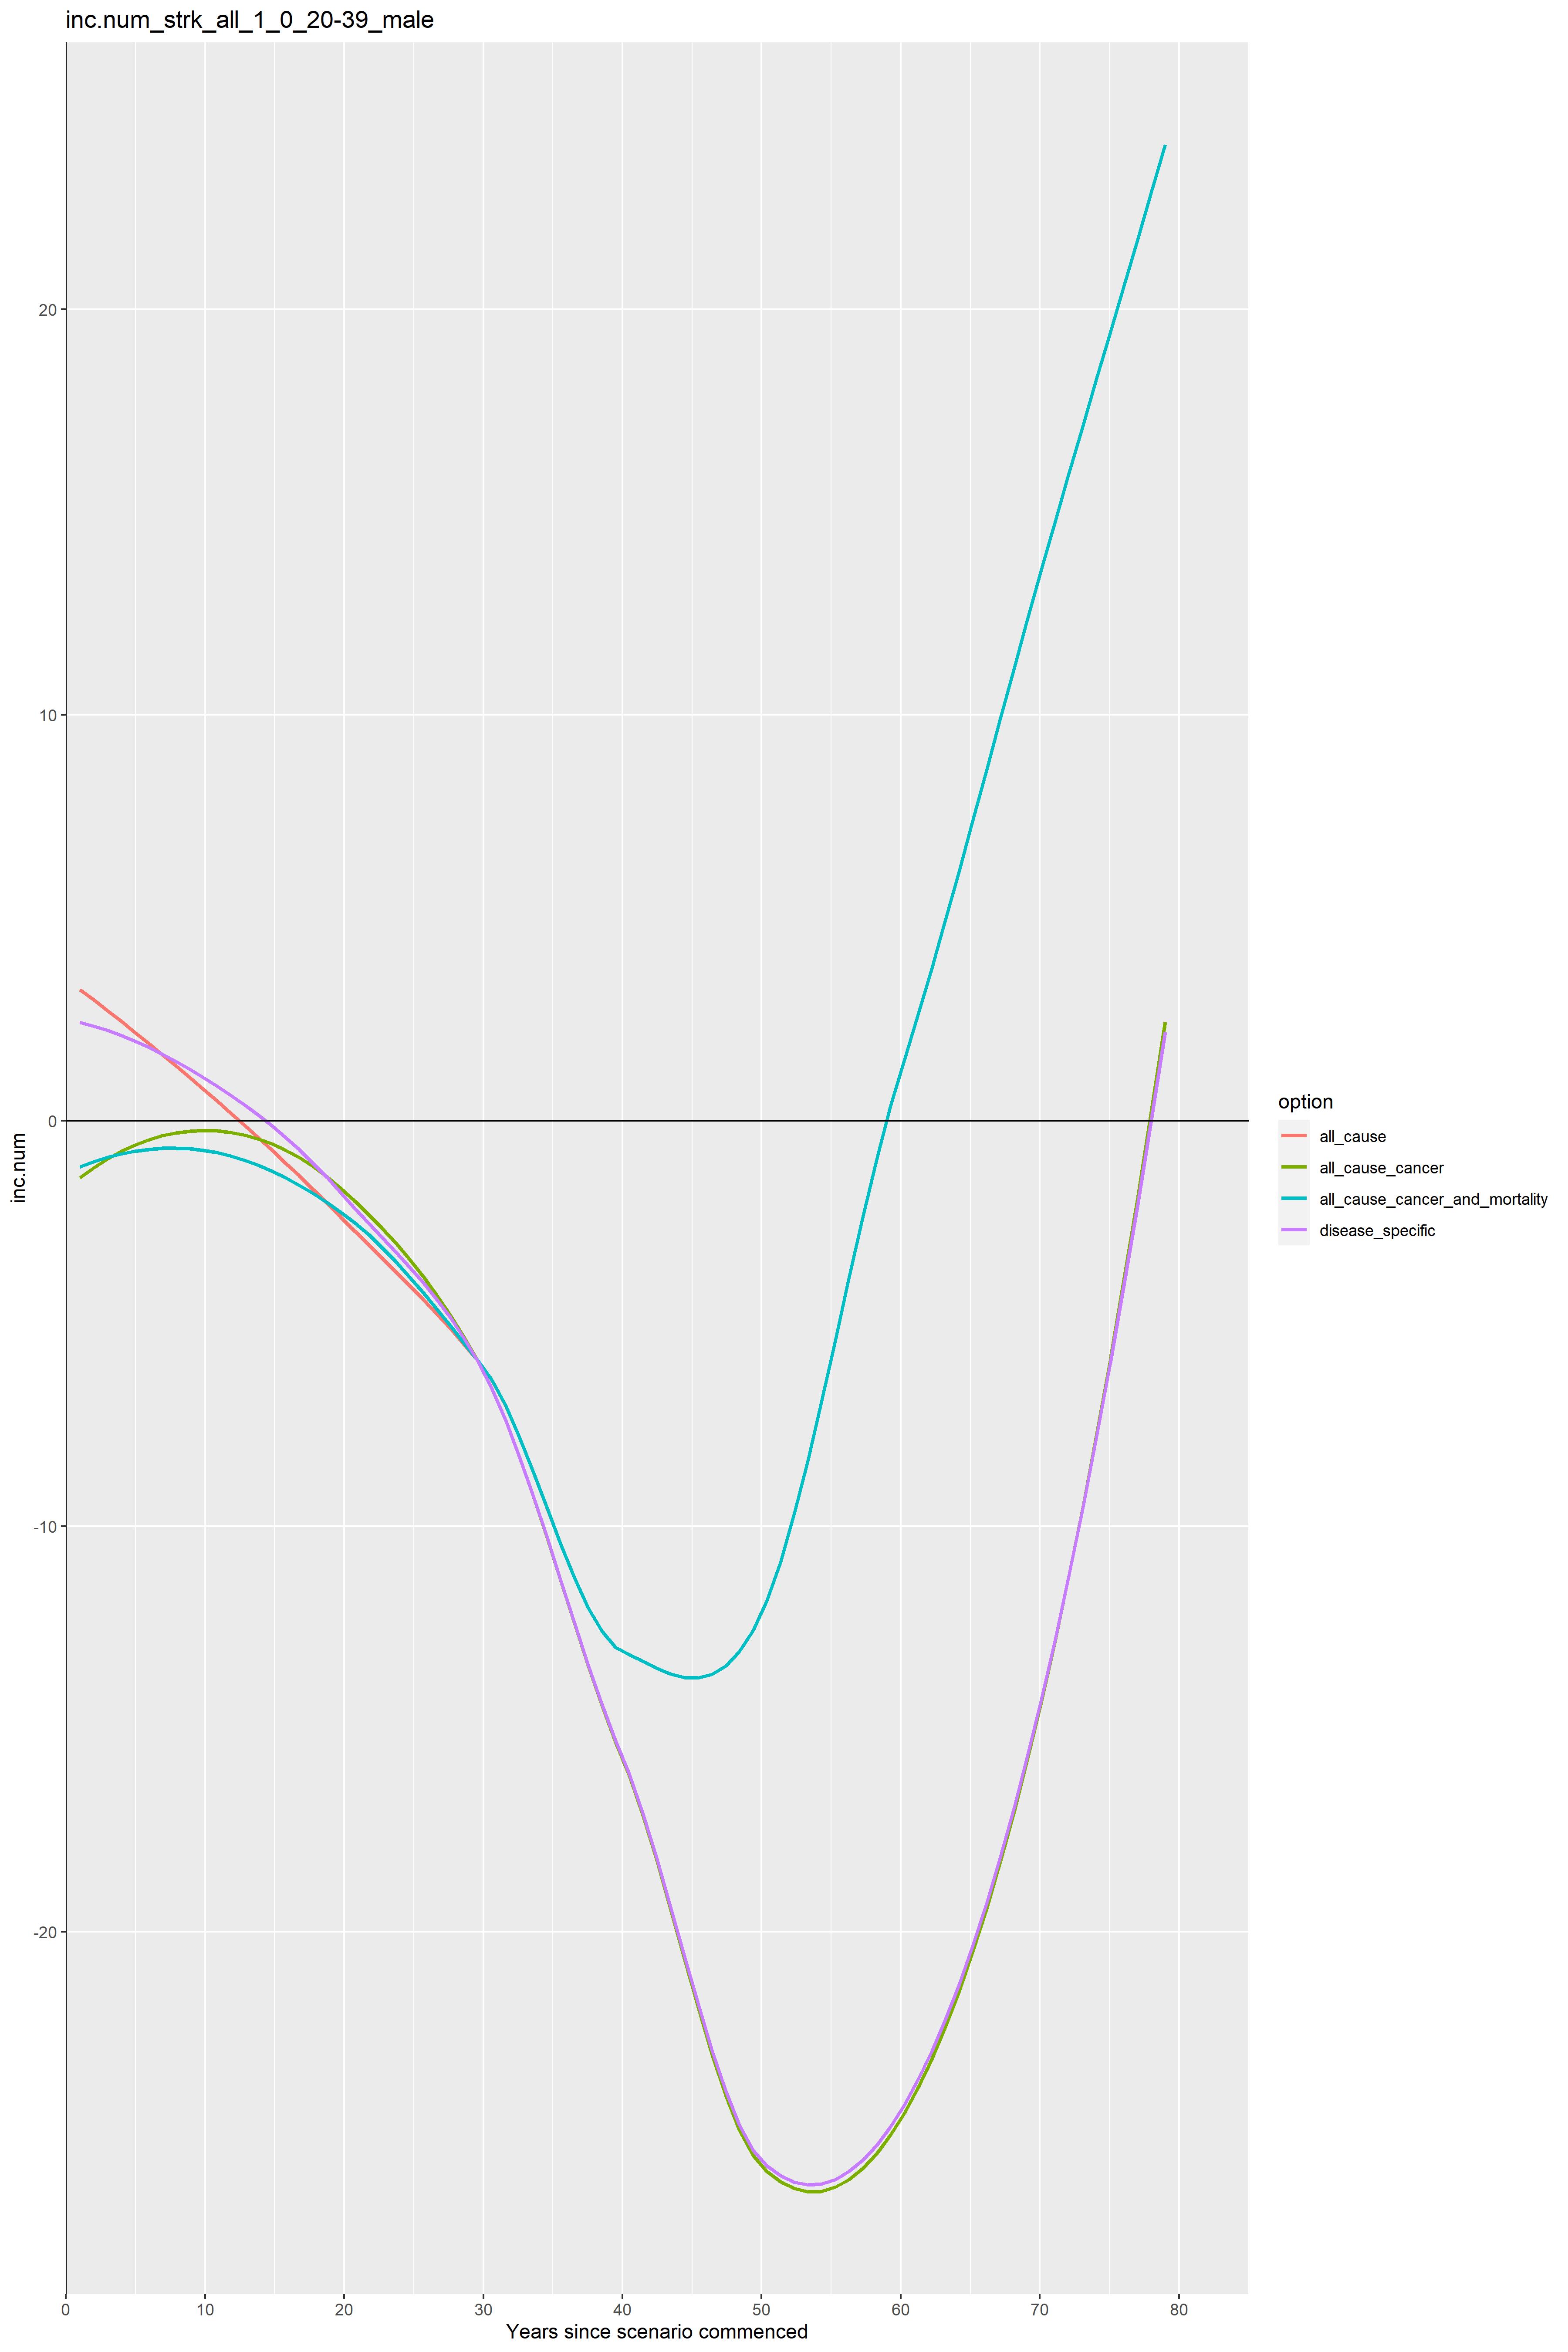 inc.num_strk_all_1_0_20-39_male
inc.num
20
10
0
-10
-20
0 10 20 30 40 50 60 70 80
Years since scenario commenced
option
all_cause
all_cause_cancer
all_cause_cancer_and_mortality
disease_specific